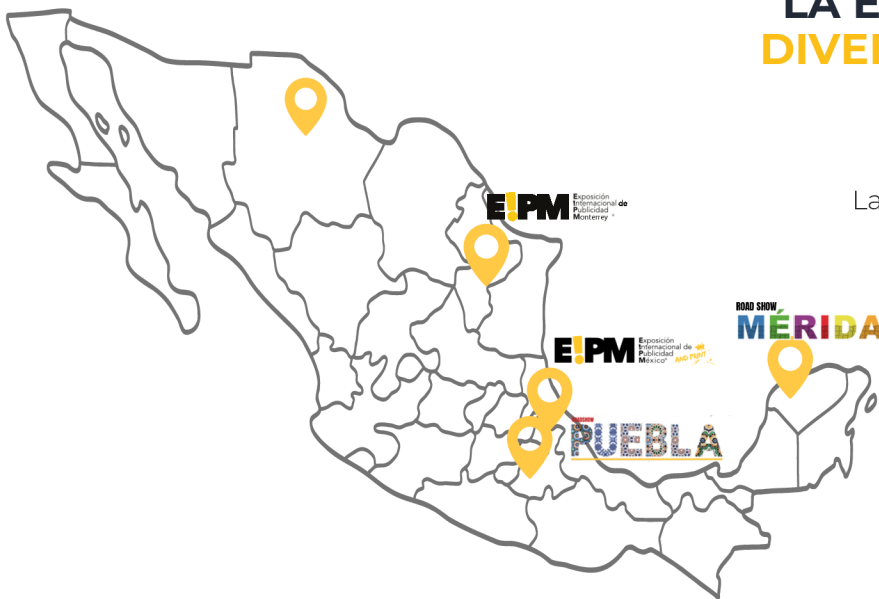 LA E
DIVE
La
E!PM Exposición
Internacional de
Publicidad
Monterrey
ROAD SHOW
MÉRIDA
E!PM Exposición
Internacional de
Publicidad
México
AND PRINT
ROADSHOW
PUEBLA